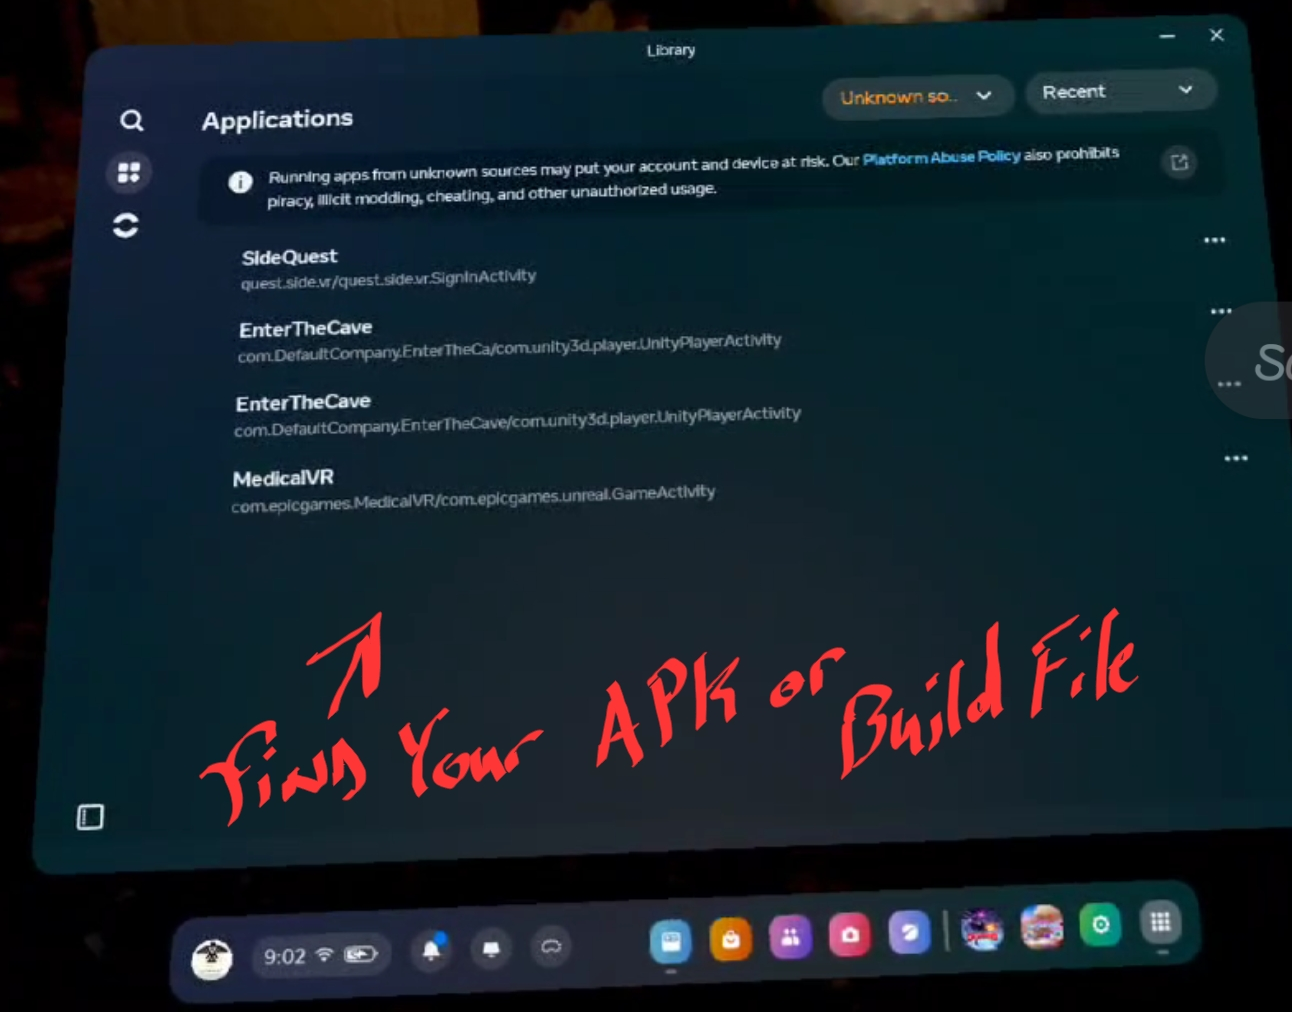 Library
Applications
Unknown so..
Recent
Running apps from unknown sources may put your account and device at risk. Our Platform Abuse Policy also prohibits
piracy, illicit modding, cheating, and other unauthorized usage.
SideQuest
quest.side.vr/quest.side.vr.SignInActivity
EnterTheCave
com.DefaultCompany.EnterTheCa/com.unity3d.player.UnityPlayerActivity
EnterTheCave
com.DefaultCompany.EnterTheCave/com.unity3d.player.UnityPlayerActivity
MedicalVR
com.epicgames.MedicalVR/com.epicgames.unreal.GameActivity
Find Your APK or Build File
9:02